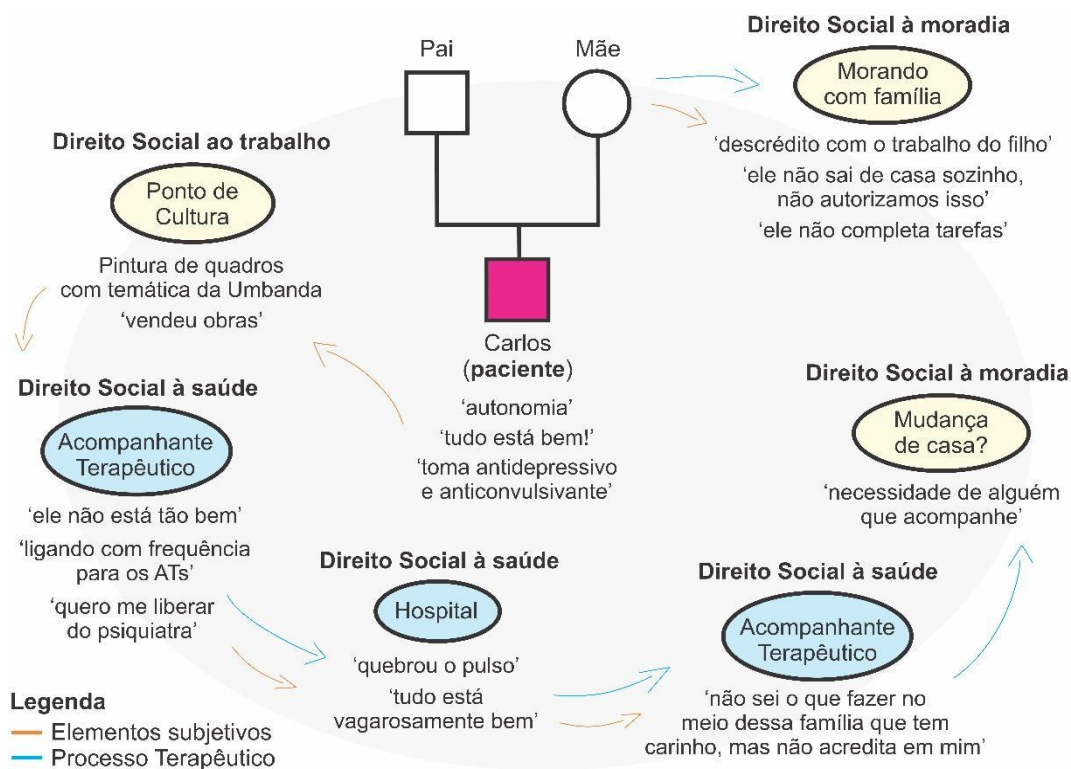 Pai
Mãe
Direito Social à moradia
Morando
com família
‘descrédito com o trabalho do filho’
‘ele não sai de casa sozinho,
não autorizamos isso’
‘ele não completa tarefas’
Direito Social ao trabalho
Ponto de
Cultura
Pintura de quadros
com temática da Umbanda
‘vendeu obras’
Carlos
(paciente)
‘autonomia’
‘tudo está bem!’
‘toma antidepressivo
e anticonvulsivante’
Direito Social à saúde
Acompanhante
Terapêutico
‘ele não está tão bem’
‘ligando com frequência
para os ATs’
‘quero me liberar
do psiquiatra’
Direito Social à saúde
Hospital
‘quebrou o pulso’
‘tudo está
vagarosamente bem’
Direito Social à saúde
Acompanhante
Terapêutico
‘não sei o que fazer no
meio dessa família que tem
carinho, mas não acredita em mim’
Direito Social à moradia
Mudança
de casa?
‘necessidade de alguém
que acompanhe’
Legenda
Elementos subjetivos
Processo Terapêutico